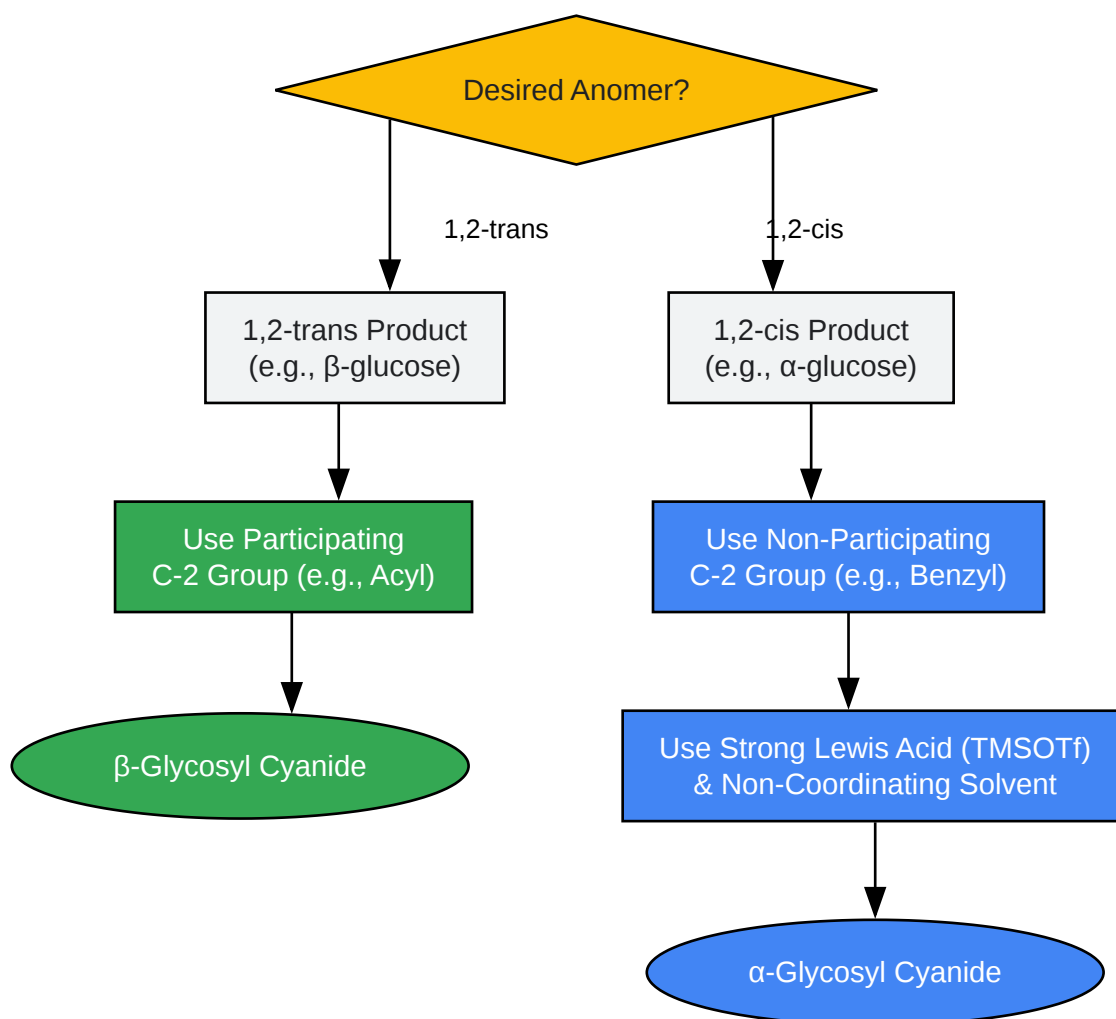 Desired Anomer?
1,2-trans
1,2-cis
1,2-trans Product
(e.g., β-glucose)
1,2-cis Product
(e.g., α-glucose)
Use Participating
C-2 Group (e.g., Acyl)
Use Non-Participating
C-2 Group (e.g., Benzyl)
β-Glycosyl Cyanide
Use Strong Lewis Acid (TMSOTf)
& Non-Coordinating Solvent
α-Glycosyl Cyanide